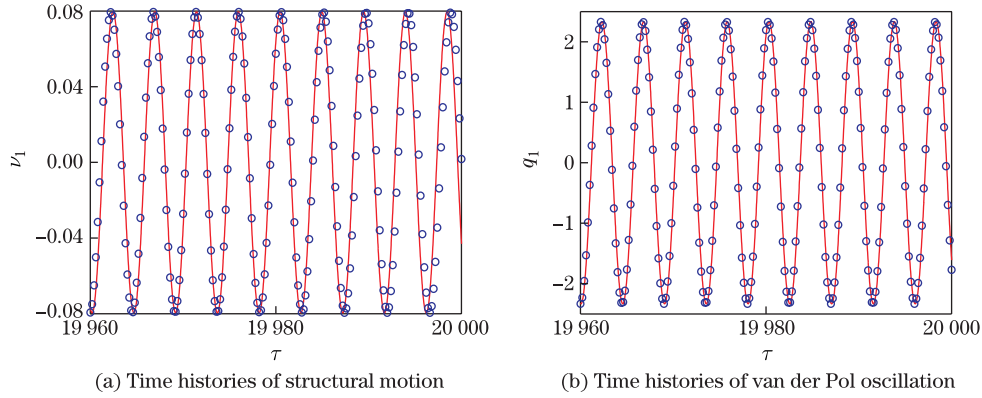 0.08
0.04
0.00
−0.04
−0.08
ν₁
19 960
19 980
20 000
τ
(a) Time histories of structural motion
2
1
0
−1
−2
q₁
19 960
19 980
20 000
τ
(b) Time histories of van der Pol oscillation